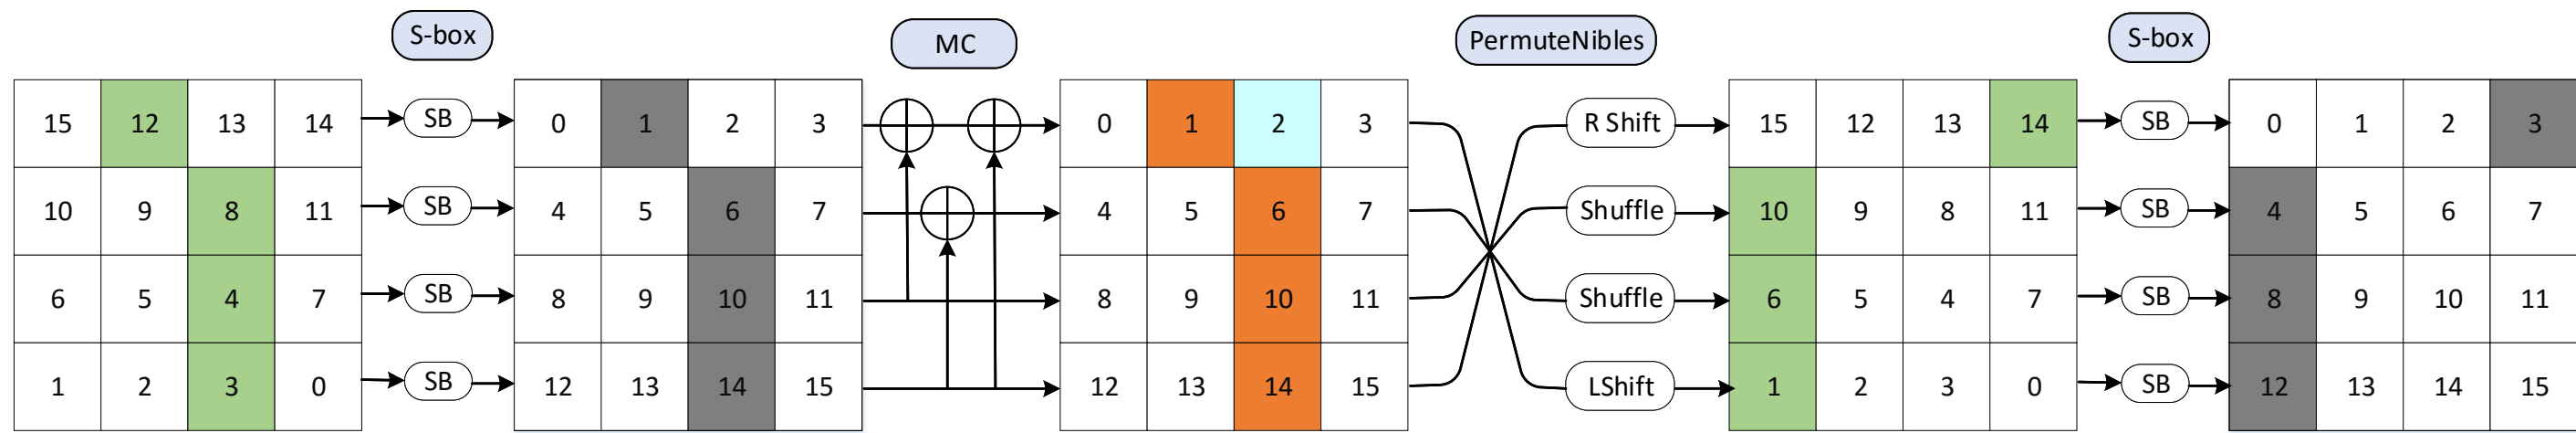 S-box MC PermuteNibles S-box
15 12 13 14 SB 0 1 2 3 0 1 2 3 R Shift 15 12 13 14 SB 0 1 2 3
10 9 8 11 SB 4 5 6 7 4 5 6 7 Shuffle 10 9 8 11 SB 4 5 6 7
6 5 4 7 SB 8 9 10 11 8 9 10 11 Shuffle 6 5 4 7 SB 8 9 10 11
1 2 3 0 SB 12 13 14 15 12 13 14 15 LShift 1 2 3 0 SB 12 13 14 15